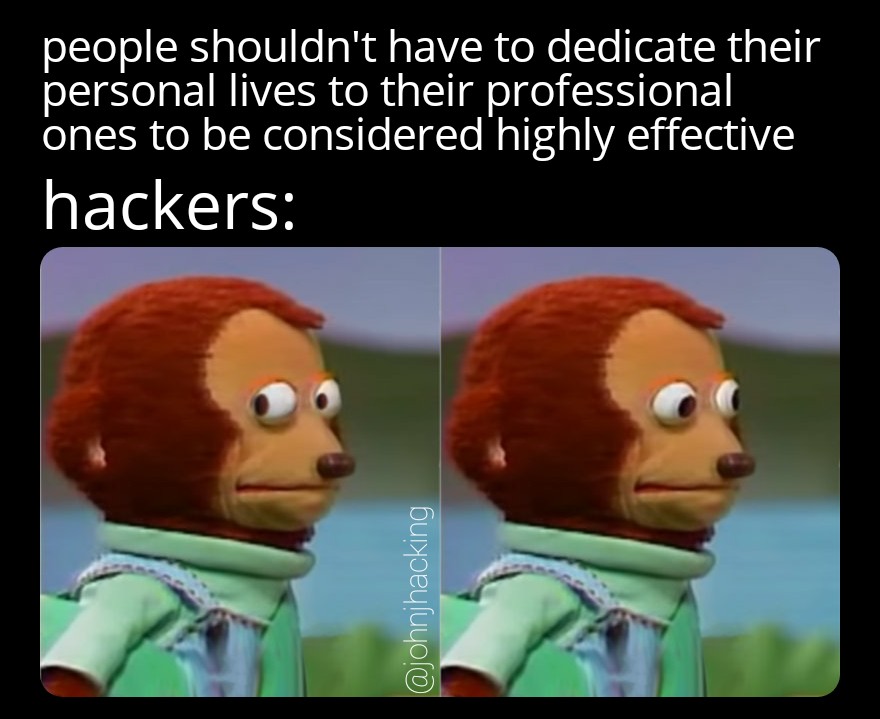 people shouldn't have to dedicate their
personal lives to their professional
ones to be considered highly effective
hackers:
@johnjhacking